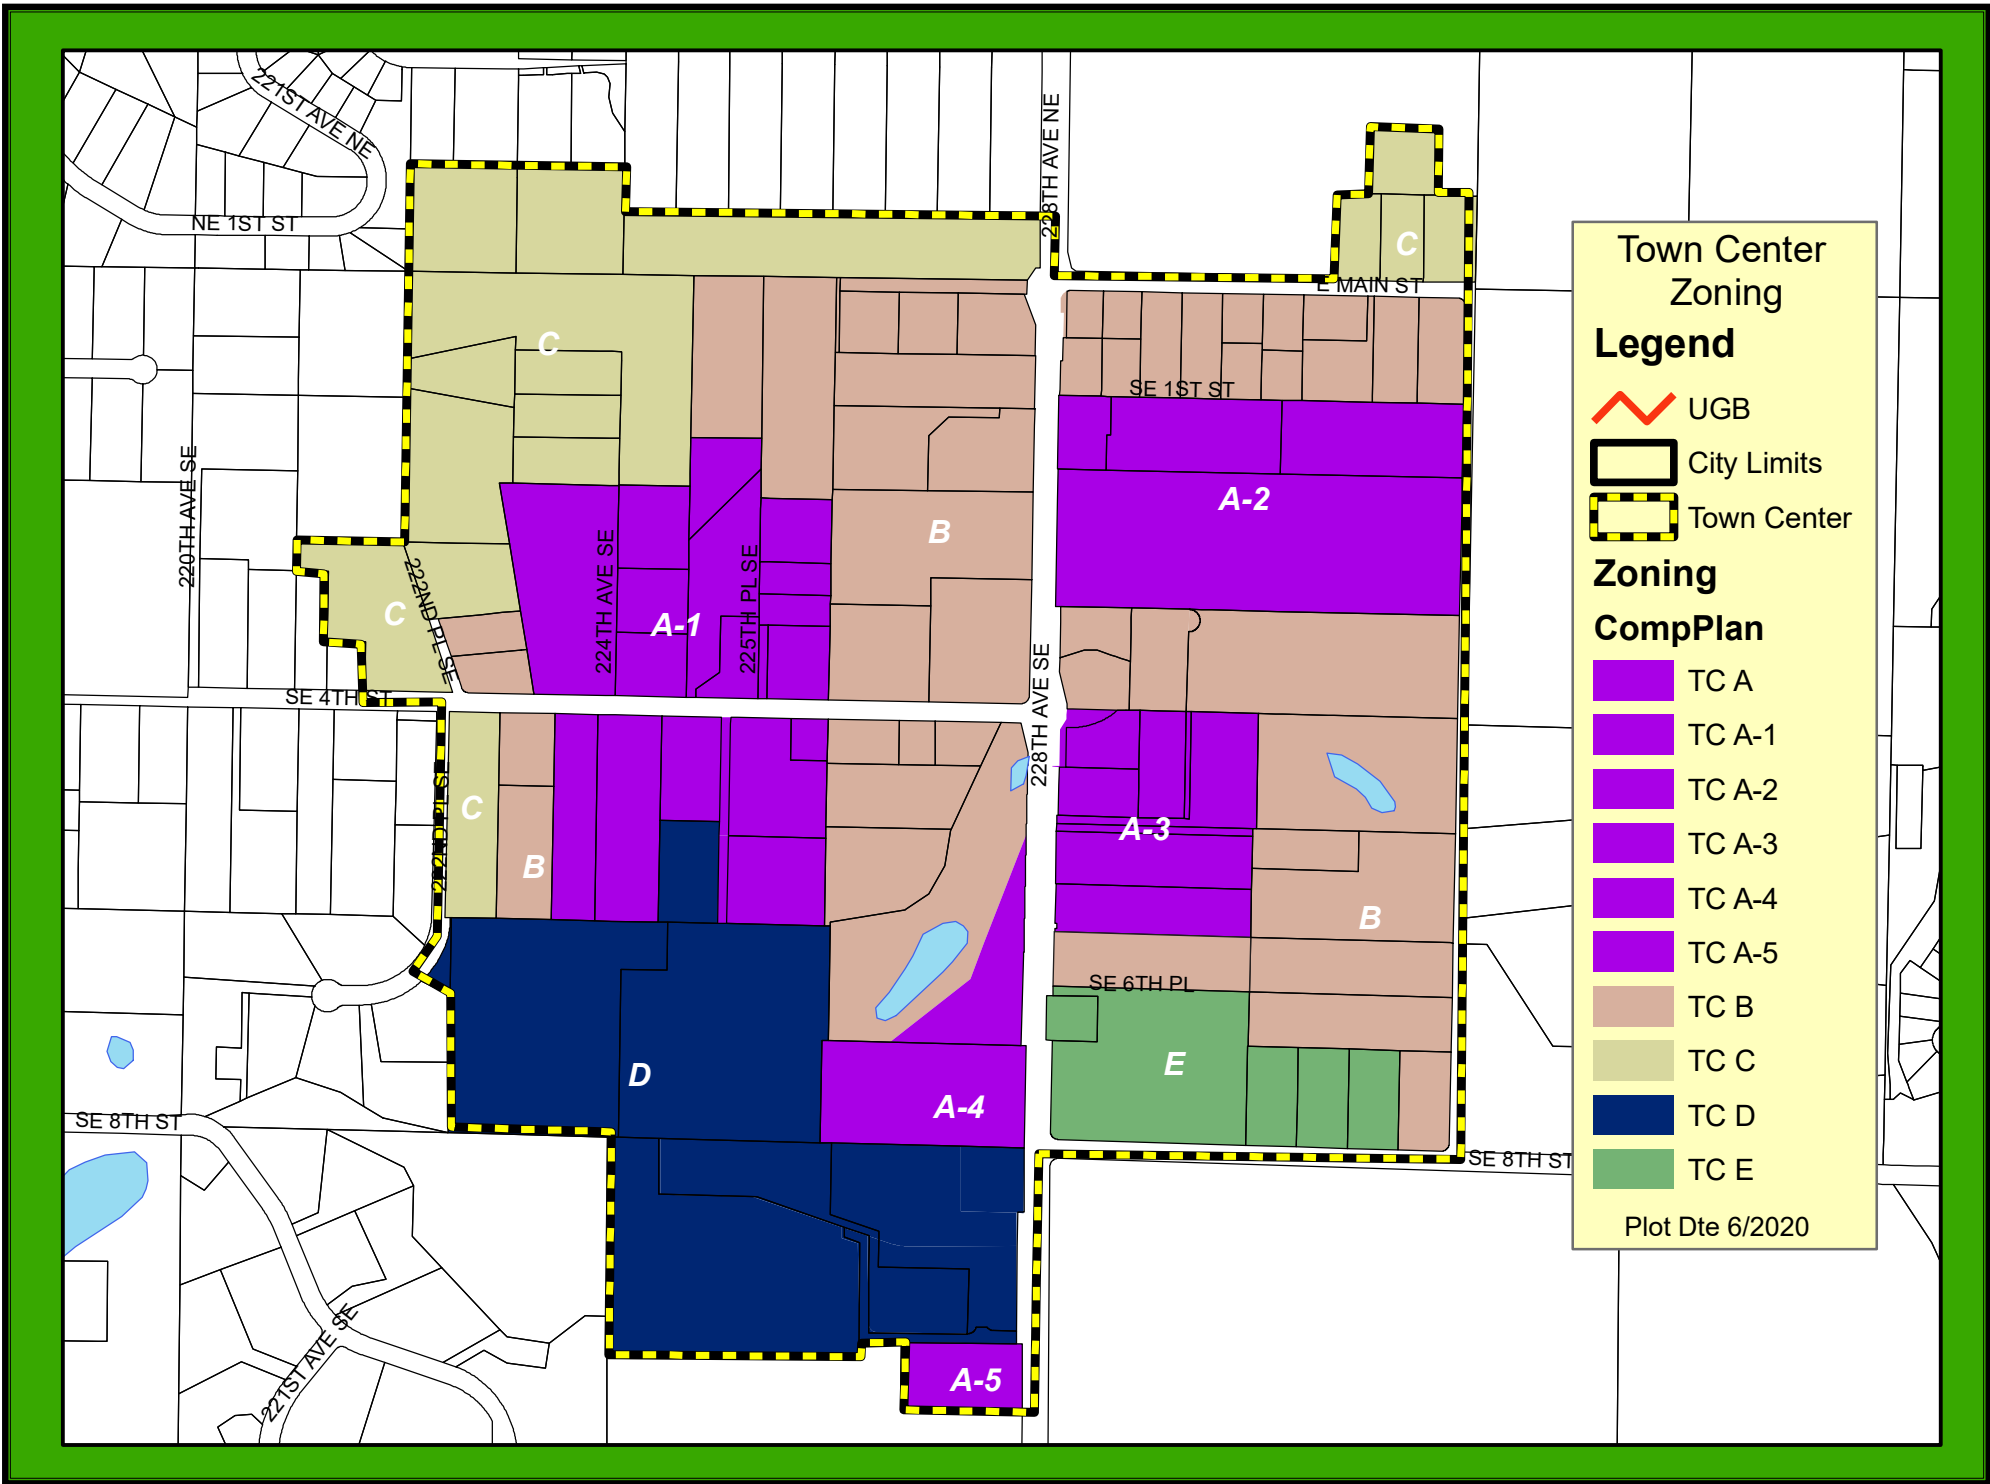 221ST AVE NE
NE 1ST ST
228TH AVE NE
C
E MAIN ST
C
SE 1ST ST
A-2
B
220TH AVE SE
222ND PL SE
C
224TH AVE SE
A-1
225TH PL SE
SE 4TH ST
228TH AVE SE
222ND PL SE
C
B
A-3
B
SE 6TH PL
D
E
A-4
SE 8TH ST
SE 8TH ST
221ST AVE SE
A-5
Town Center
Zoning
Legend
UGB
City Limits
Town Center
Zoning
CompPlan
TC A
TC A-1
TC A-2
TC A-3
TC A-4
TC A-5
TC B
TC C
TC D
TC E
Plot Dte 6/2020